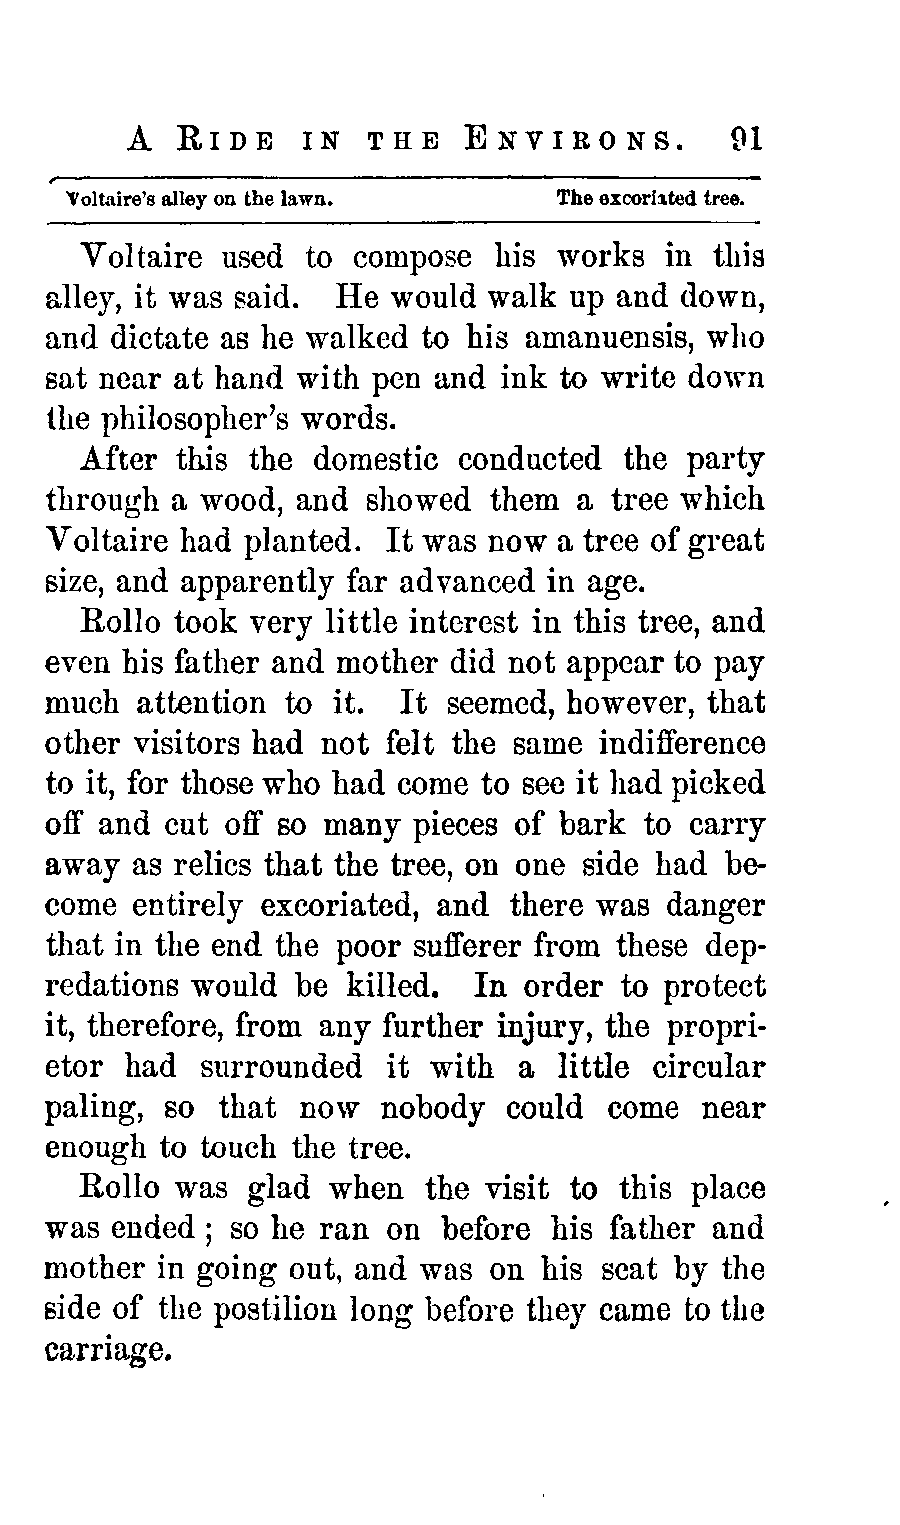 A RIDE IN THE ENVIRONS. 91
Voltaire's alley on the lawn. The excoriated tree.
Voltaire used to compose his works in this
alley, it was said. He would walk up and down,
and dictate as he walked to his amanuensis, who
sat near at hand with pen and ink to write down
the philosopher's words.
After this the domestic conducted the party
through a wood, and showed them a tree which
Voltaire had planted. It was now a tree of great
size, and apparently far advanced in age.
Rollo took very little interest in this tree, and
even his father and mother did not appear to pay
much attention to it. It seemed, however, that
other visitors had not felt the same indifference
to it, for those who had come to see it had picked
off and cut off so many pieces of bark to carry
away as relics that the tree, on one side had be-
come entirely excoriated, and there was danger
that in the end the poor sufferer from these dep-
redations would be killed. In order to protect
it, therefore, from any further injury, the propri-
etor had surrounded it with a little circular
paling, so that now nobody could come near
enough to touch the tree.
Rollo was glad when the visit to this place
was ended ; so he ran on before his father and
mother in going out, and was on his seat by the
side of the postilion long before they came to the
carriage.